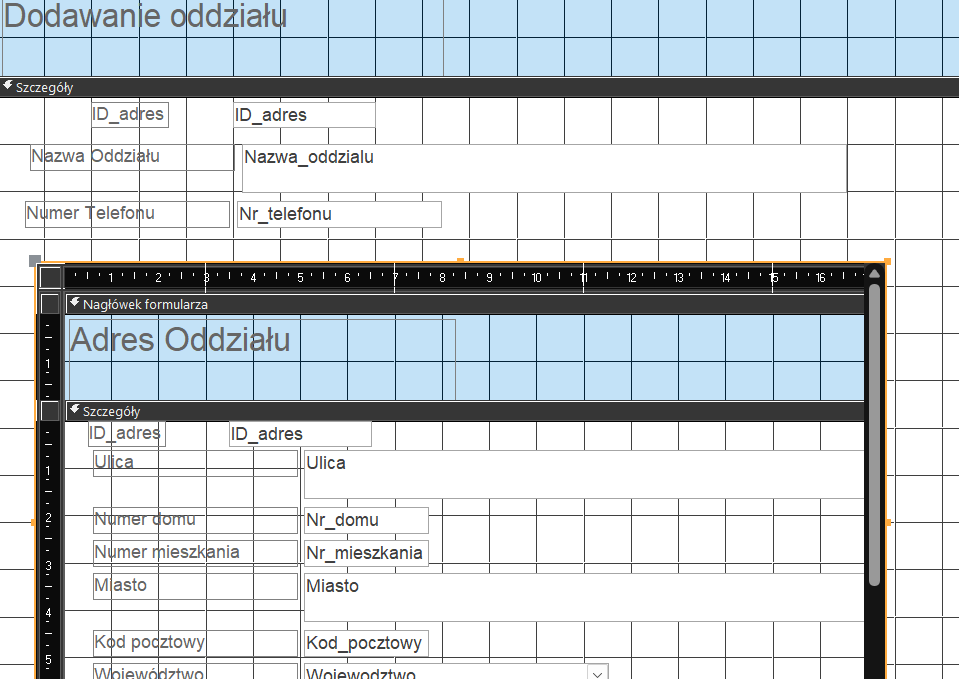 Dodawanie oddziału
Szczegóły
ID_adres ID_adres
Nazwa Oddziału Nazwa_oddzialu
Numer Telefonu Nr_telefonu
1 2 3 4 5 6 7 8 9 10 11 12 13 14 15 16
Nagłówek formularza
Adres Oddziału
1
Szczegóły
ID_adres ID_adres
1 Ulica Ulica
2 Numer domu Nr_domu
Numer mieszkania Nr_mieszkania
3
Miasto Miasto
4
Kod pocztowy Kod_pocztowy
5
Województwo Wojewodztwo